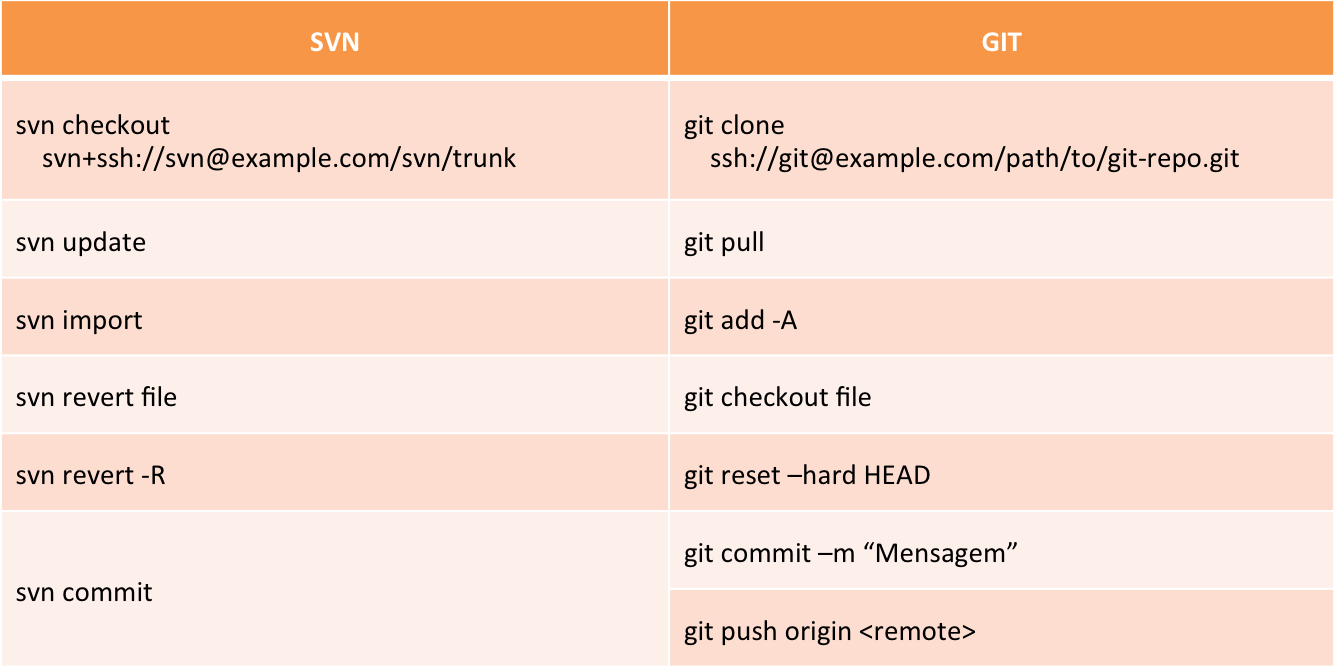 SVN GIT
svn checkout
svn+ssh://svn@example.com/svn/trunk
git clone
ssh://git@example.com/path/to/git-repo.git
svn update
git pull
svn import
git add -A
svn revert file
git checkout file
svn revert -R
git reset –hard HEAD
svn commit
git commit –m “Mensagem”
git push origin <remote>